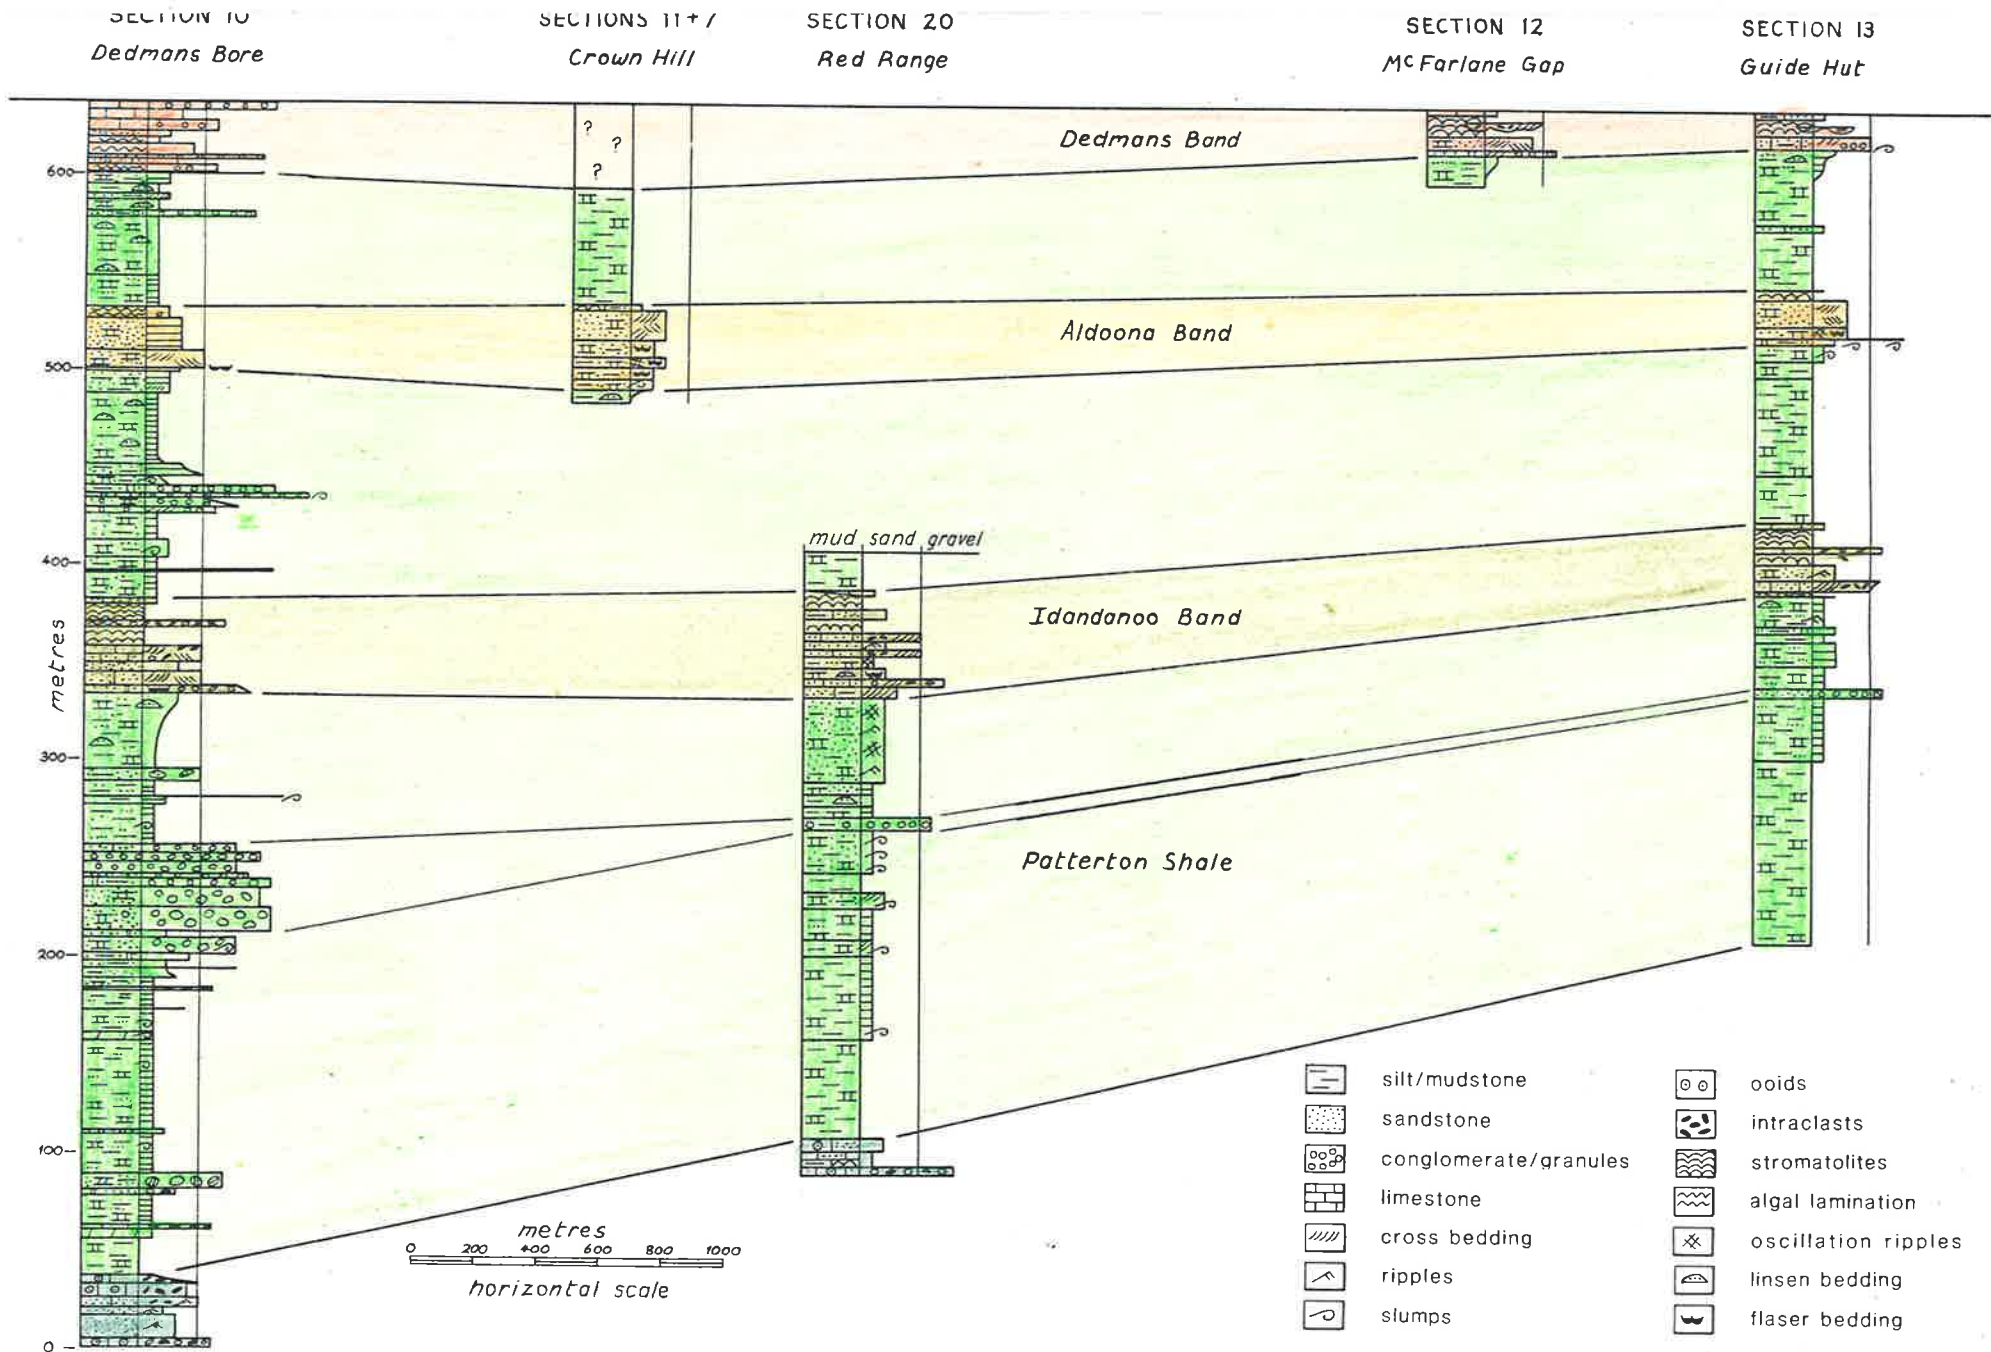 SECTION 10
Dedmans Bore
SECTIONS 11+7
Crown Hill
SECTION 20
Red Range
SECTION 12
McFarlane Gap
SECTION 13
Guide Hut
Dedmans Band
? ? ?
600
Aldoona Band
500
mud sand gravel
400
Idandanoo Band
metres
300
Patterton Shale
200
100
0
metres
0 200 400 600 800 1000
horizontal scale
silt/mudstone
sandstone
conglomerate/granules
limestone
cross bedding
ripples
slumps
ooids
intraclasts
stromatolites
algal lamination
oscillation ripples
linsen bedding
flaser bedding